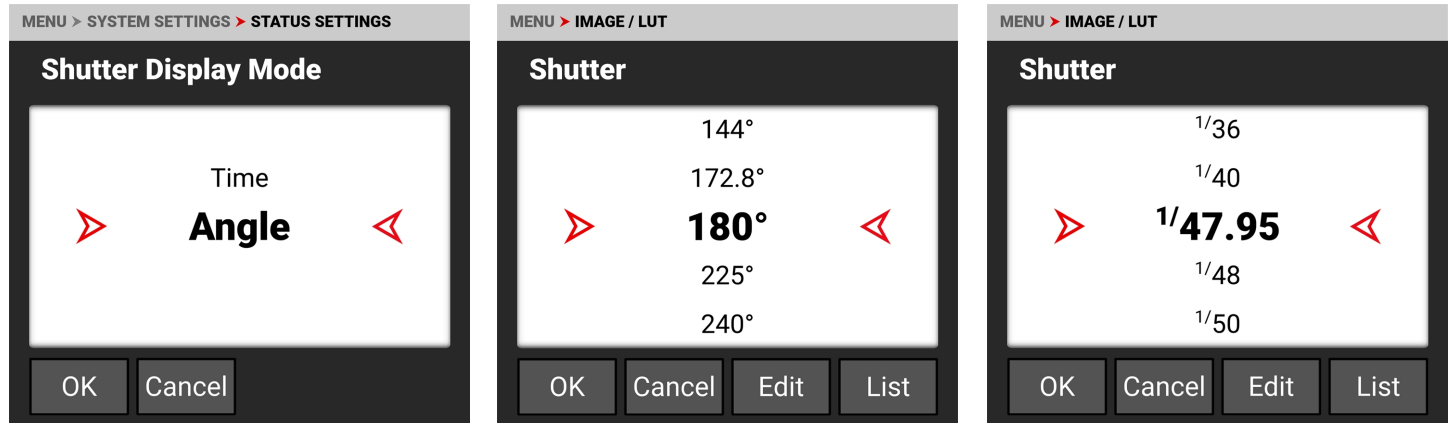 MENU > SYSTEM SETTINGS > STATUS SETTINGS
Shutter Display Mode
Time
Angle
OK Cancel
MENU > IMAGE / LUT
Shutter
144°
172.8°
180°
225°
240°
OK Cancel Edit List
MENU > IMAGE / LUT
Shutter
1/36
1/40
1/47.95
1/48
1/50
OK Cancel Edit List